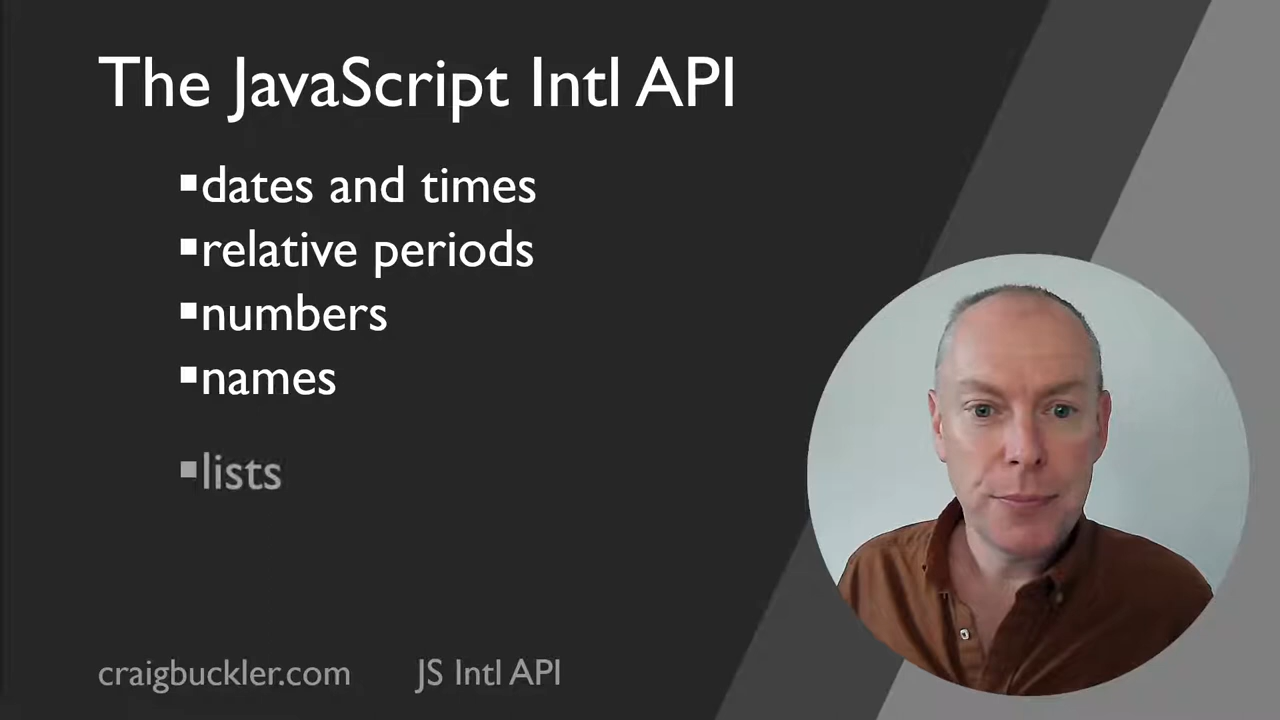 The JavaScript Intl API
▪dates and times
▪relative periods
▪numbers
▪names
▪lists
craigbuckler.com JS Intl API